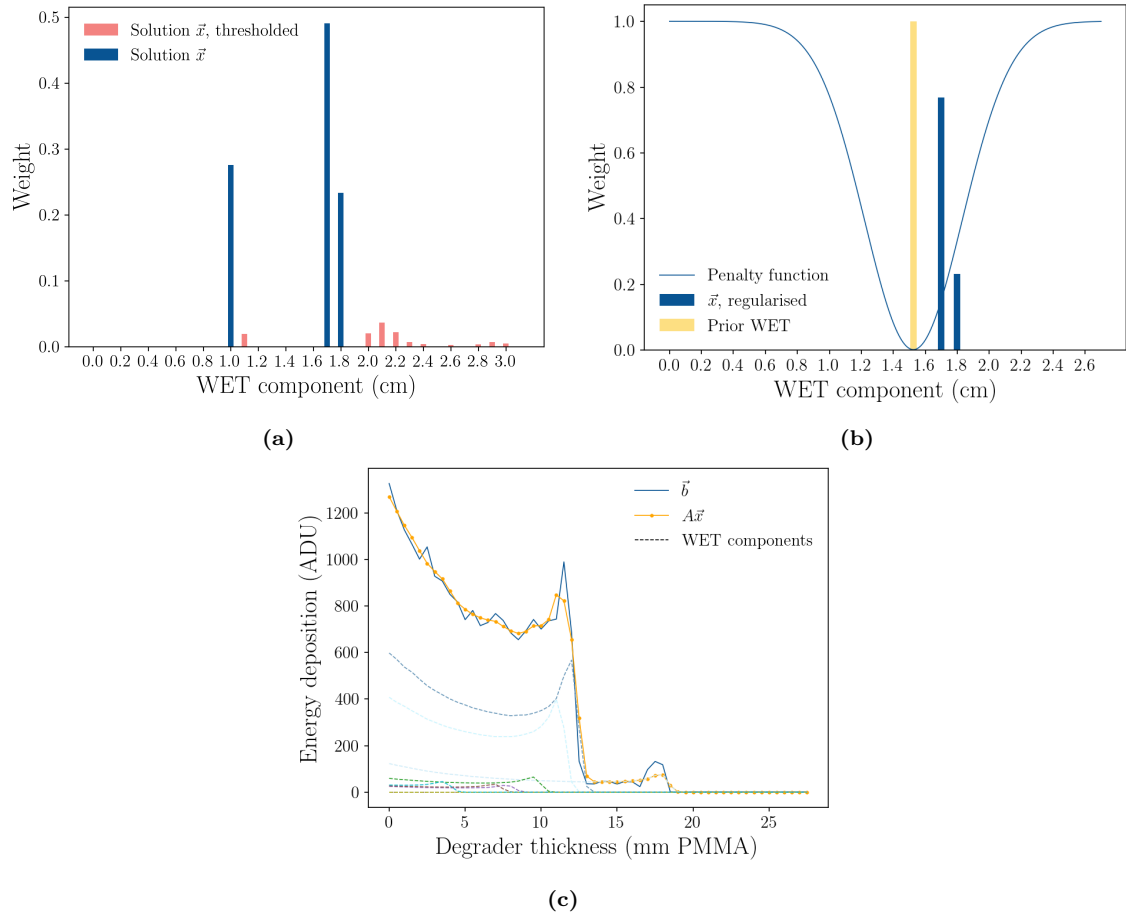 0.5
0.4
0.3
0.2
0.1
0.0
Weight
Solution x⃗, thresholded
Solution x⃗
0.0 0.2 0.4 0.6 0.8 1.0 1.2 1.4 1.6 1.8 2.0 2.2 2.4 2.6 2.8 3.0
WET component (cm)
(a)
1.0
0.8
0.6
0.4
0.2
0.0
Weight
Penalty function
x⃗, regularised
Prior WET
0.0 0.2 0.4 0.6 0.8 1.0 1.2 1.4 1.6 1.8 2.0 2.2 2.4 2.6
WET component (cm)
(b)
1200
1000
800
600
400
200
0
Energy deposition (ADU)
b⃗
Ax⃗
WET components
0 5 10 15 20 25
Degrader thickness (mm PMMA)
(c)